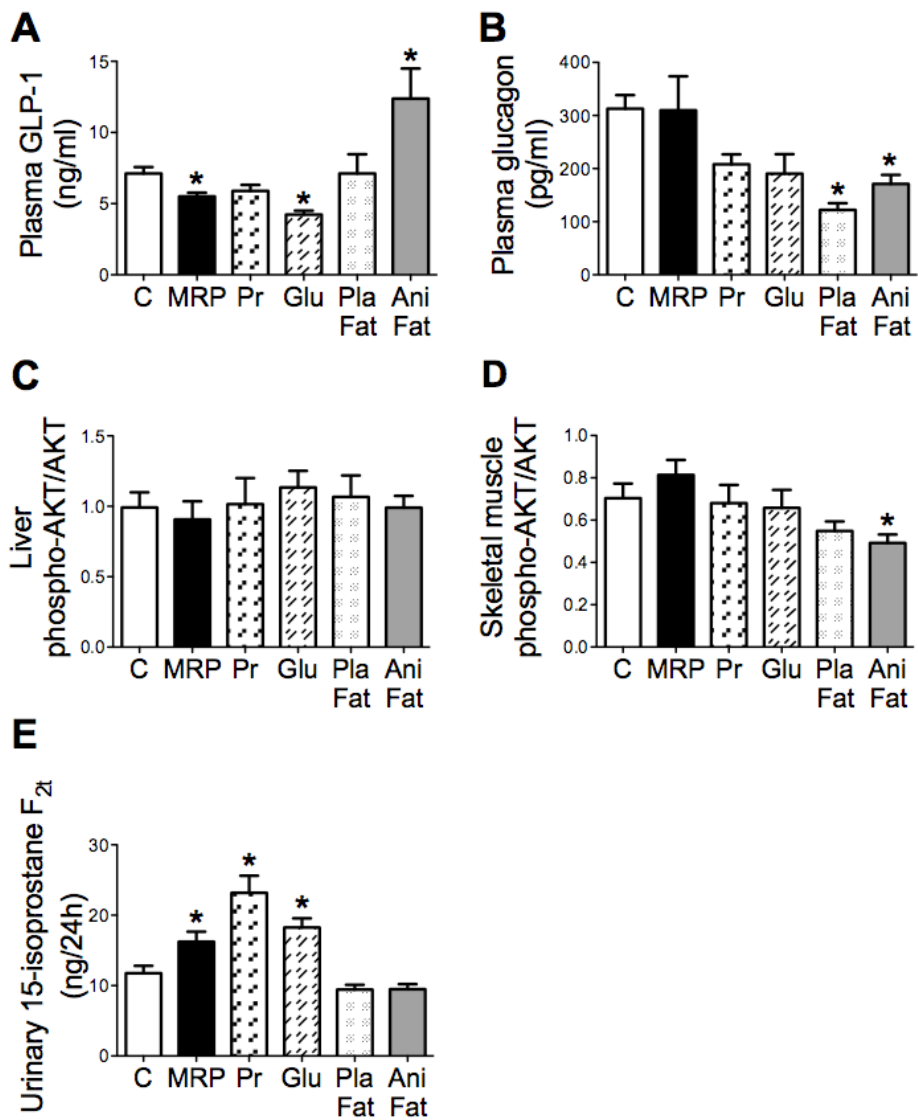 A
Plasma GLP-1
(ng/ml)
15
10
5
0
*
*
*
C MRP Pr Glu Pla Ani
Fat Fat
B
Plasma glucagon
(pg/ml)
400
300
200
100
0
*
*
C MRP Pr Glu Pla Ani
Fat Fat
C
Liver
phospho-AKT/AKT
1.5
1.0
0.5
0.0
C MRP Pr Glu Pla Ani
Fat Fat
D
Skeletal muscle
phospho-AKT/AKT
1.0
0.8
0.6
0.4
0.2
0.0
*
C MRP Pr Glu Pla Ani
Fat Fat
E
Urinary 15-isoprostane F2t
(ng/24h)
30
20
10
0
*
*
*
C MRP Pr Glu Pla Ani
Fat Fat